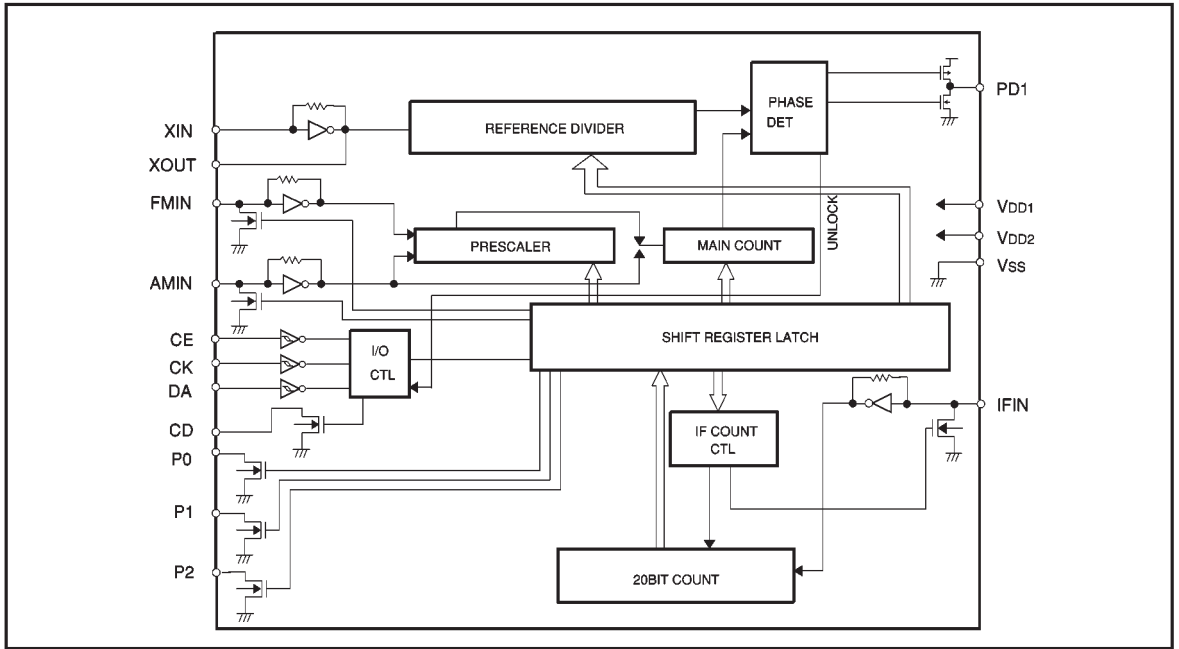 PD1
PHASE
DET
XIN
REFERENCE DIVIDER
XOUT
FMIN
VDD1
UNLOCK
PRESCALER
MAIN COUNT
VDD2
VSS
AMIN
SHIFT REGISTER LATCH
CE
I/O
CTL
CK
DA
IFIN
CD
IF COUNT
CTL
P0
P1
P2
20BIT COUNT